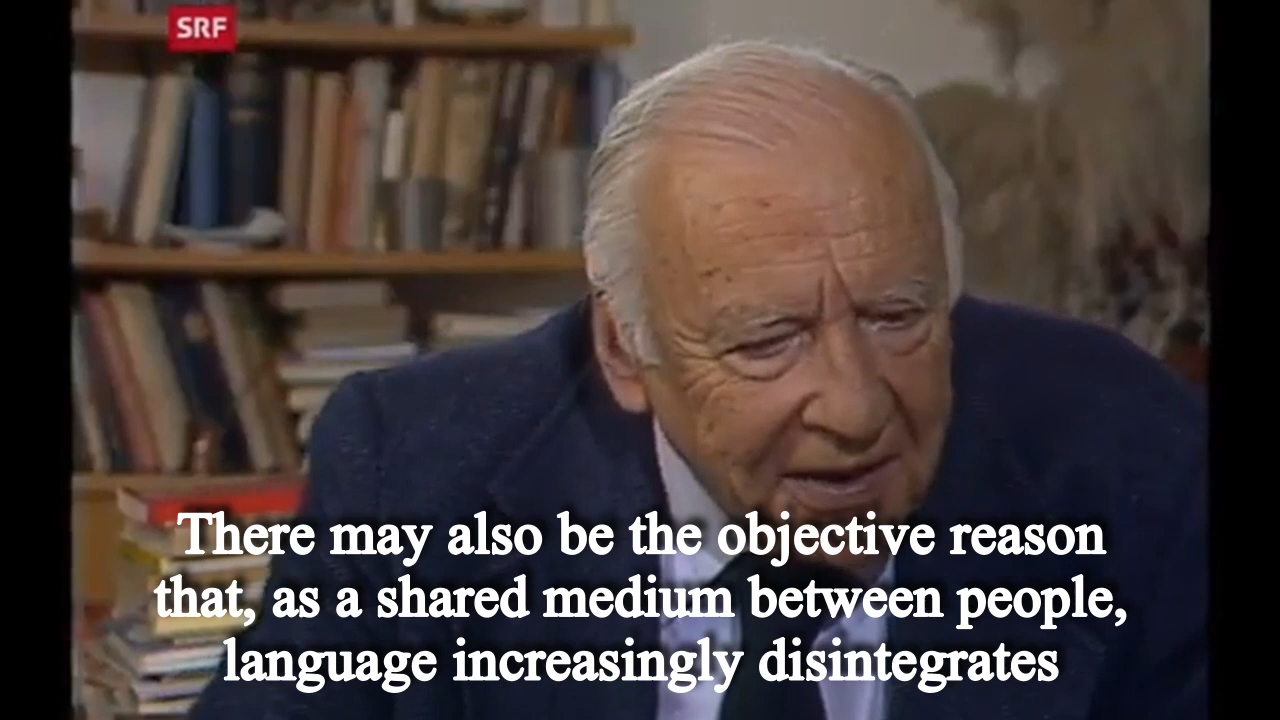 SRF
There may also be the objective reason
that, as a shared medium between people,
language increasingly disintegrates